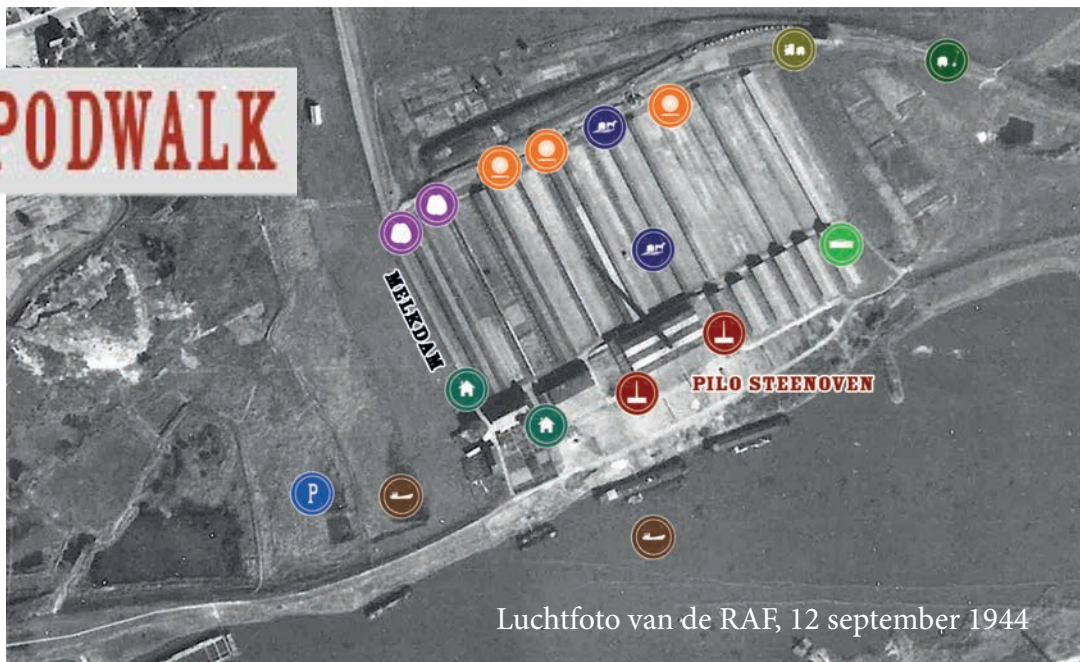 PODWALK
MELKDAM
PILO STEENOVEN
P
Luchtfoto van de RAF, 12 september 1944